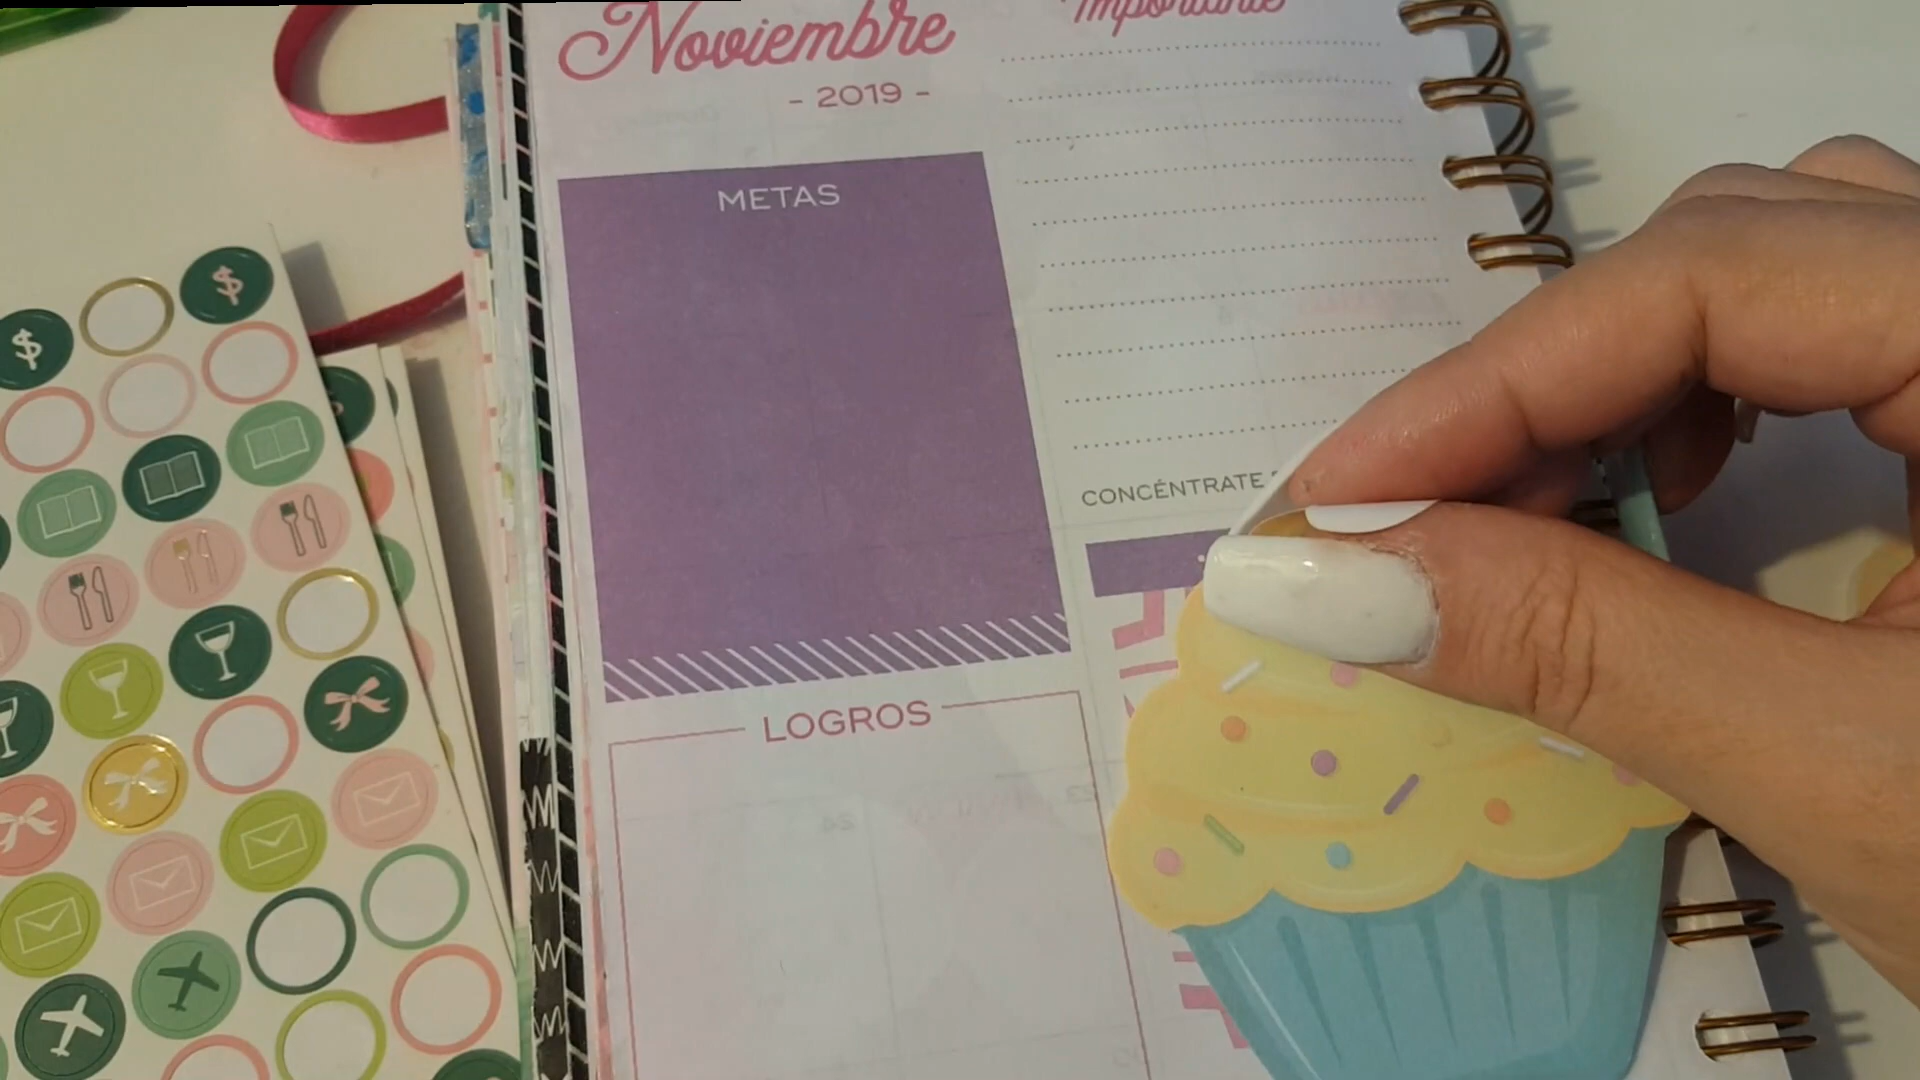 Noviembre
- 2019 -
Importante
METAS
CONCÉNTRATE
LOGROS
$
$